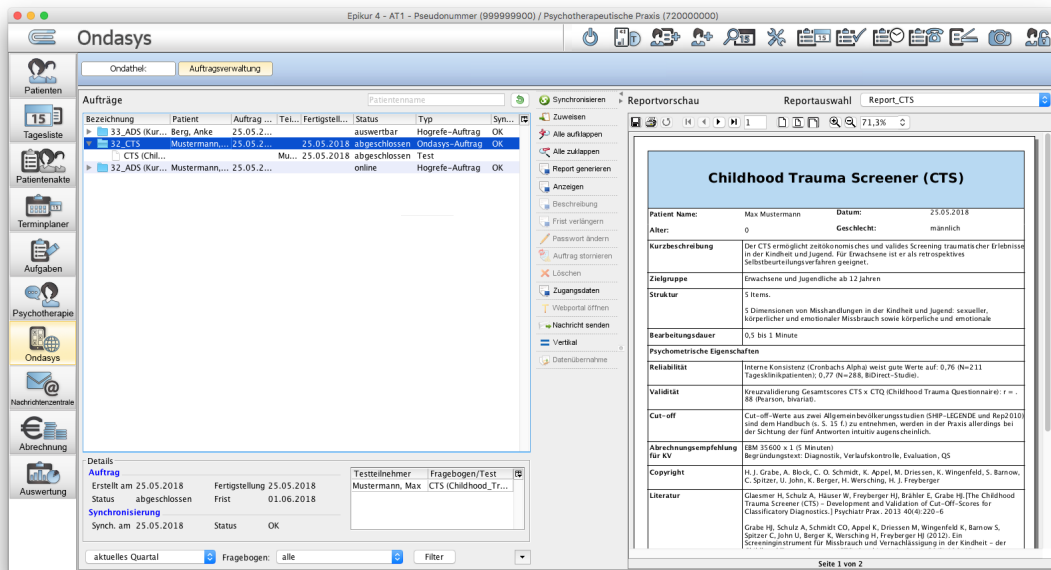 Epikur 4 - AT1 - Pseudonummer (999999900) / Psychotherapeutische Praxis (720000000)
Ondasys
Patienten
Tagesliste
Patientenakte
Terminplaner
Aufgaben
Psychotherapie
Ondasys
Nachrichtenzentrale
Abrechnung
Auswertung
Ondathek
Auftragsverwaltung
Aufträge
Patientenname
Bezeichnung Patient Auftrag ... Tei... Fertigstell... Status Typ Syn...
33_ADS (Kur... Berg, Anke 25.05.2... auswertbar Hogrefe-Auftrag OK
32_CTS Mustermann,... 25.05.2... 25.05.2018 abgeschlossen Ondasys-Auftrag OK
CTS (Chil... Mu... 25.05.2018 abgeschlossen Test
32_ADS (Kur... Mustermann,... 25.05.2... online Hogrefe-Auftrag OK
Details
Auftrag
Erstellt am 25.05.2018 Fertigstellung 25.05.2018
Status abgeschlossen Frist 01.06.2018
Synchronisierung
Synch. am 25.05.2018 Status OK
Testteilnehmer Fragebogen/Test
Mustermann, Max CTS (Childhood_Tr...
aktuelles Quartal Fragebogen: alle Filter
Synchronisieren
Zuweisen
Alle aufklappen
Alle zuklappen
Report generieren
Anzeigen
Beschreibung
Frist verlängern
Passwort ändern
Auftrag stornieren
Löschen
Zugangsdaten
Webportal öffnen
Nachricht senden
Vertikal
Datenübernahme
Reportvorschau Reportauswahl Report_CTS
1 71,3%
Childhood Trauma Screener (CTS)
Patient Name: Max Mustermann Datum: 25.05.2018
Alter: 0 Geschlecht: männlich
Kurzbeschreibung Der CTS ermöglicht zeitökonomisches und valides Screening traumatischer Erlebnisse
in der Kindheit und Jugend. Für Erwachsene ist er als retrospektives
Selbstbeurteilungsverfahren geeignet.
Zielgruppe Erwachsene und Jugendliche ab 12 Jahren
Struktur 5 Items.
5 Dimensionen von Misshandlungen in der Kindheit und Jugend: sexueller,
körperlicher und emotionaler Missbrauch sowie körperliche und emotionale
Bearbeitungsdauer 0,5 bis 1 Minute
Psychometrische Eigenschaften
Reliabilität Interne Konsistenz (Cronbachs Alpha) weist gute Werte auf: 0,76 (N=211
Tagesklinikpatienten); 0,77 (N=288, BiDirect-Studie).
Validität Kreuzvalidierung Gesamtscores CTS x CTQ (Childhood Trauma Questionnaire): r = .
88 (Pearson, bivariat).
Cut-off Cut-off-Werte aus zwei Allgemeinbevölkerungsstudien (SHIP-LEGENDE und Rep2010)
sind dem Handbuch (s. S. 15 f.) zu entnehmen, werden in der Praxis allerdings bei
der Sichtung der fünf Antworten intuitiv augenscheinlich.
Abrechnungsempfehlung EBM 35600 x 1 (5 Minuten)
für KV Begründungstext: Diagnostik, Verlaufskontrolle, Evaluation, QS
Copyright H. J. Grabe, A. Block, C. O. Schmidt, K. Appel, M. Driessen, K. Wingenfeld, S. Barnow,
C. Spitzer, U. John, K. Berger, H. Wersching, H. J. Freyberger
Literatur Glaesmer H, Schulz A, Häuser W, Freyberger HJ, Brähler E, Grabe HJ. [The Childhood
Trauma Screener (CTS) - Development and Validation of Cut-Off-Scores for
Classificatory Diagnostics.] Psychiatr Prax. 2013 40(4):220-6
Grabe HJ, Schulz A, Schmidt CO, Appel K, Driessen M, Wingenfeld K, Barnow S,
Spitzer C, John U, Berger K, Wersching H, Freyberger HJ (2012). Ein
Screeninginstrument für Missbrauch und Vernachlässigung in der Kindheit - der
Seite 1 von 2